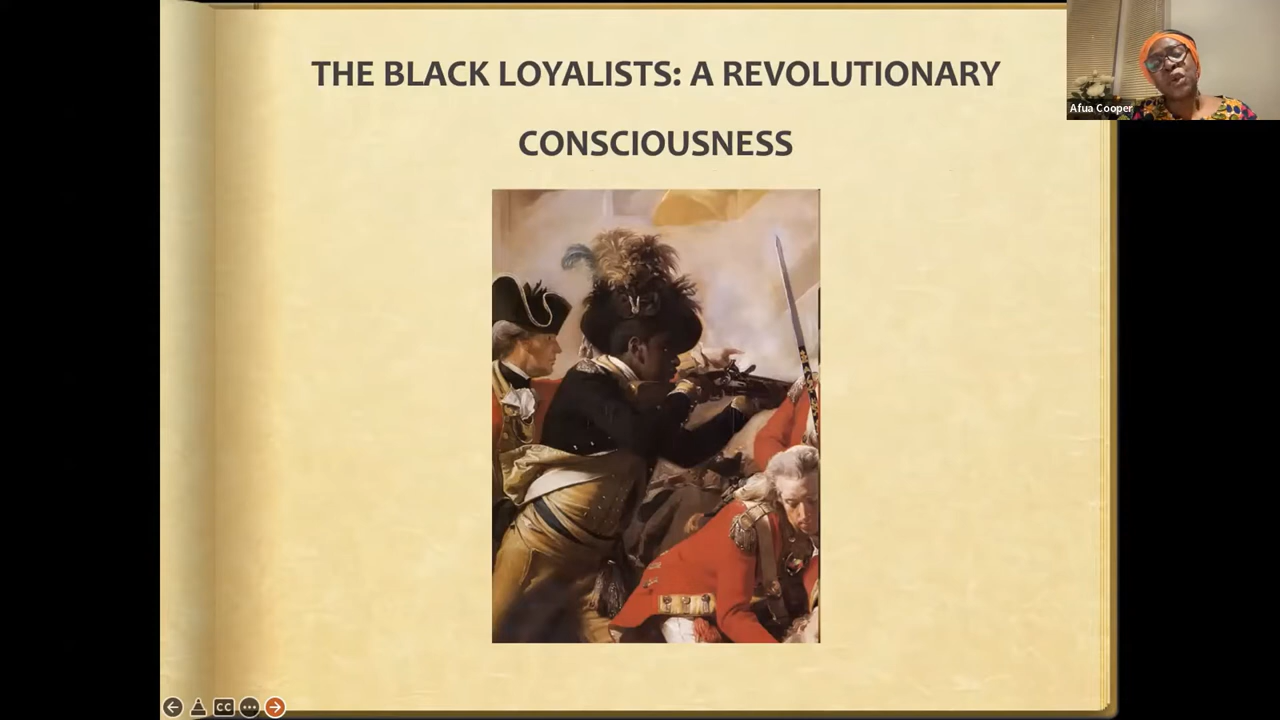 THE BLACK LOYALISTS: A REVOLUTIONARY
CONSCIOUSNESS
Afua Cooper
CC